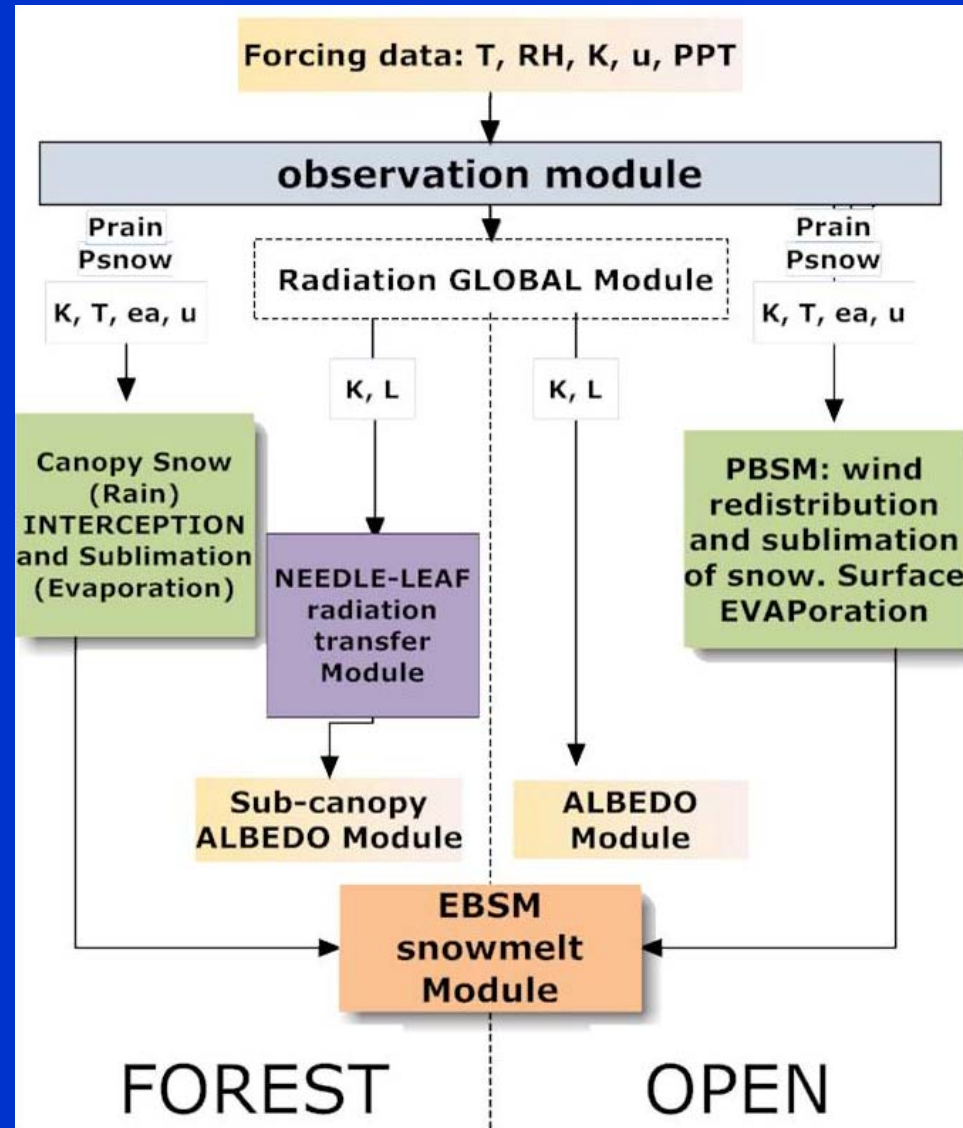 Forcing data: T, RH, K, u, PPT
observation module
Prain
Psnow
K, T, ea, u
Radiation GLOBAL Module
Prain
Psnow
K, T, ea, u
K, L
K, L
Canopy Snow
(Rain)
INTERCEPTION
and Sublimation
(Evaporation)
NEEDLE-LEAF
radiation
transfer
Module
PBSM: wind
redistribution
and sublimation
of snow. Surface
EVAPoration
Sub-canopy
ALBEDO Module
ALBEDO
Module
EBSM
snowmelt
Module
FOREST
OPEN